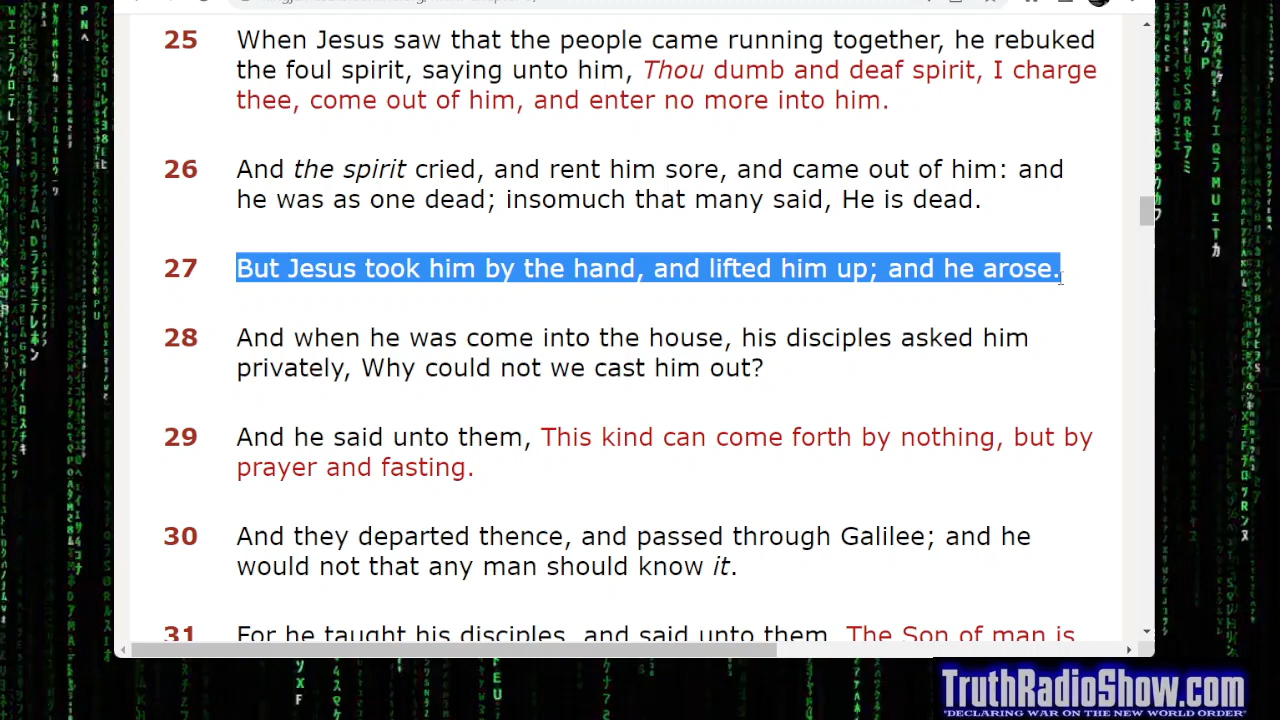 25 When Jesus saw that the people came running together, he rebuked
the foul spirit, saying unto him, Thou dumb and deaf spirit, I charge
thee, come out of him, and enter no more into him.
26 And the spirit cried, and rent him sore, and came out of him: and
he was as one dead; insomuch that many said, He is dead.
27 But Jesus took him by the hand, and lifted him up; and he arose.
28 And when he was come into the house, his disciples asked him
privately, Why could not we cast him out?
29 And he said unto them, This kind can come forth by nothing, but by
prayer and fasting.
30 And they departed thence, and passed through Galilee; and he
would not that any man should know it.
31 For he taught his disciples, and said unto them, The Son of man is
TruthRadioShow.com
"DECLARING WAR ON THE NEW WORLD ORDER"